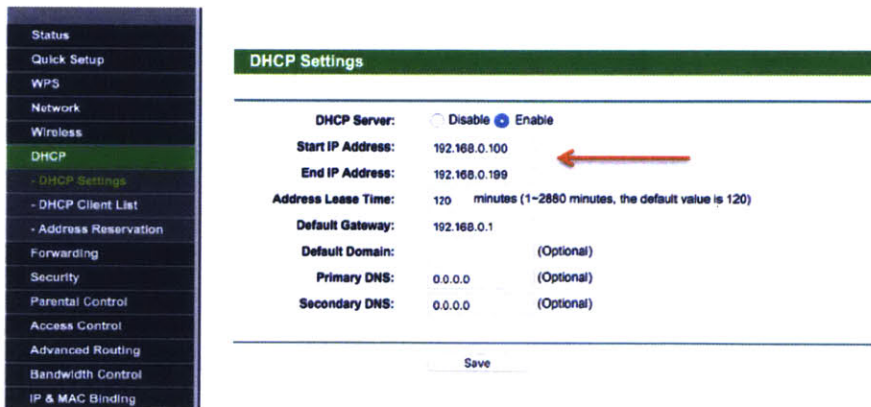 Status
Quick Setup
WPS
Network
Wireless
DHCP
- DHCP Settings
- DHCP Client List
- Address Reservation
Forwarding
Security
Parental Control
Access Control
Advanced Routing
Bandwidth Control
IP & MAC Binding
DHCP Settings
DHCP Server: Disable Enable
Start IP Address: 192.168.0.100
End IP Address: 192.168.0.199
Address Lease Time: 120 minutes (1~2880 minutes, the default value is 120)
Default Gateway: 192.168.0.1
Default Domain: (Optional)
Primary DNS: 0.0.0.0 (Optional)
Secondary DNS: 0.0.0.0 (Optional)
Save